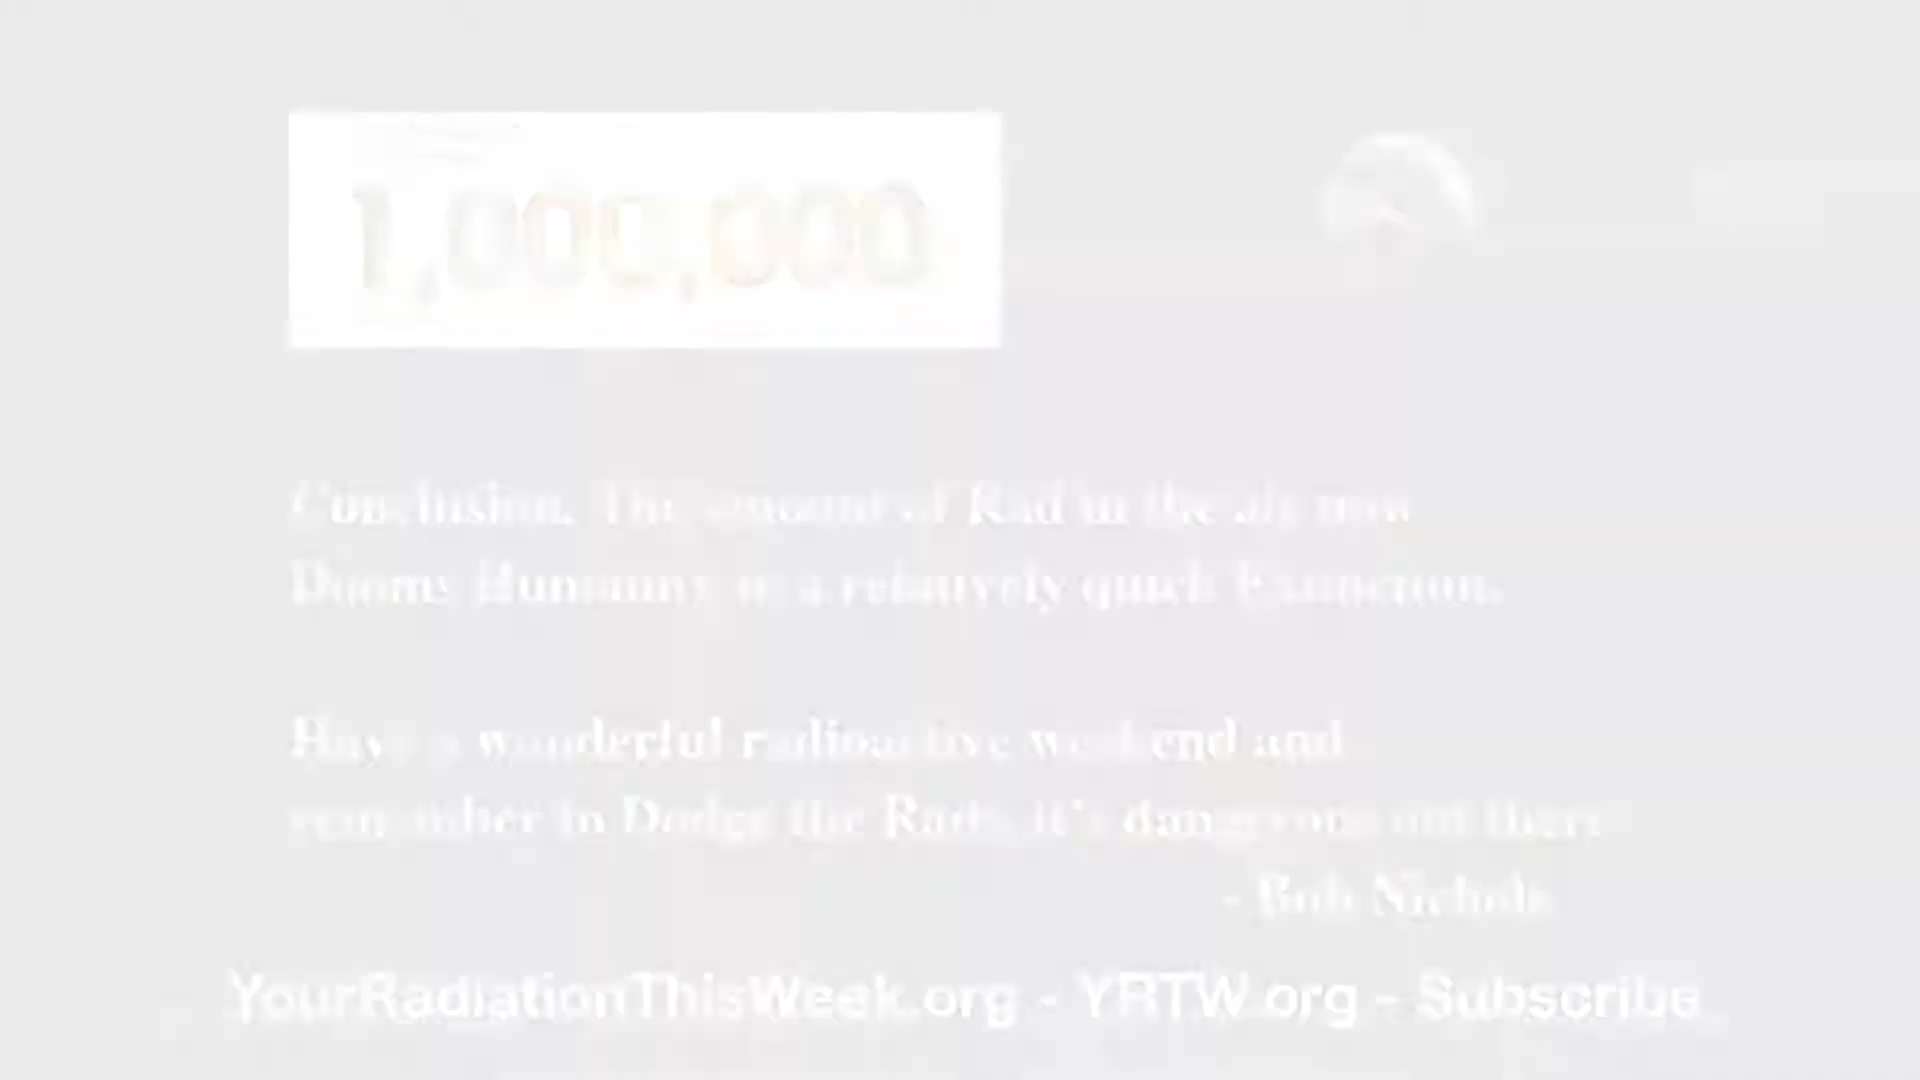 1,000,000
Conclusion. The amount of Rad in the air now
Dooms Humanity to a relatively quick Extinction.
Have a wonderful radioactive weekend and
remember to Dodge the Rads, it's dangerous out there
- Bob Nichols
YourRadiationThisWeek.org - YRTW.org - Subscribe